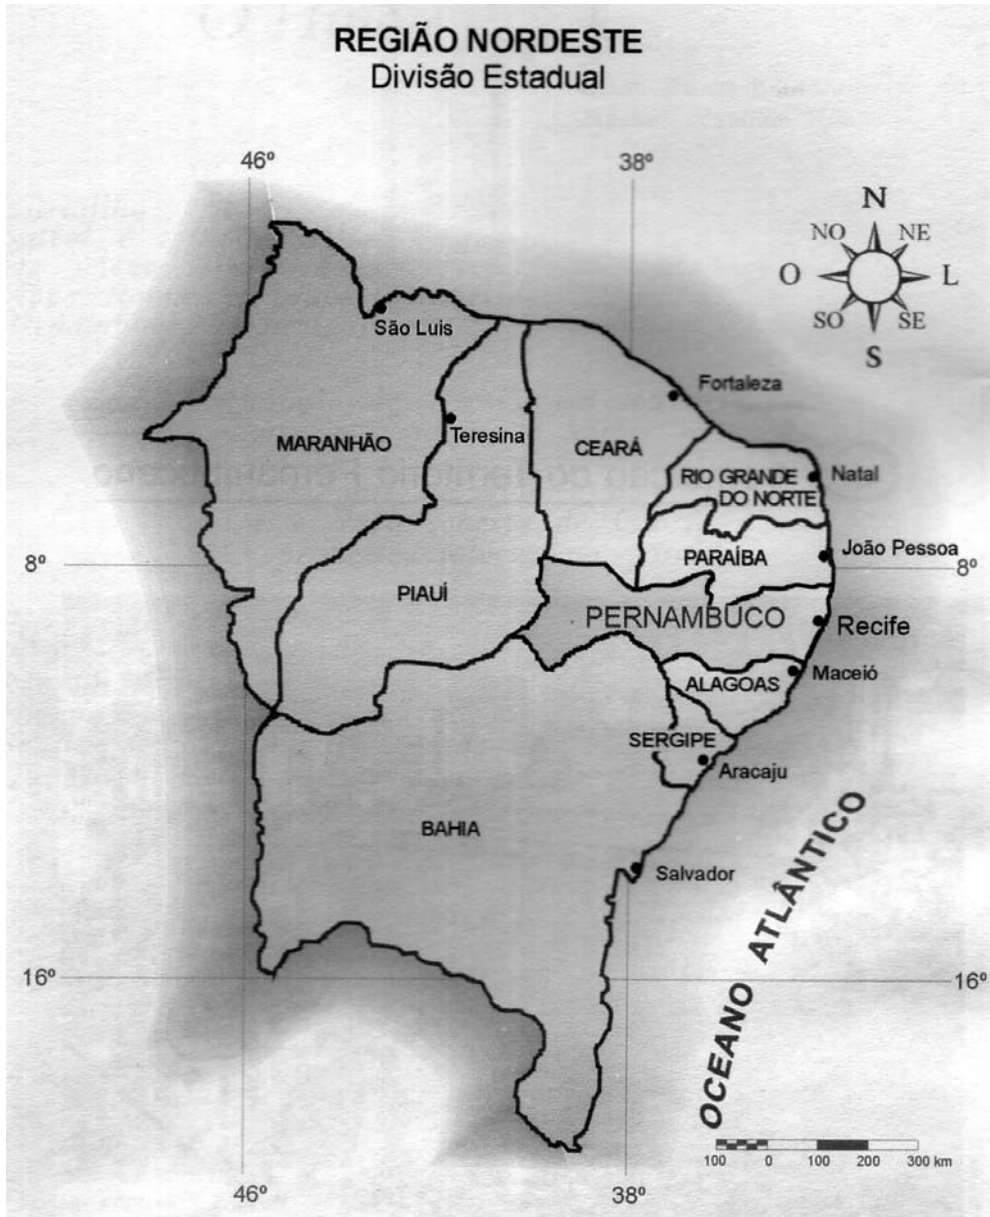 REGIÃO NORDESTE
Divisão Estadual
46º
38º
N
NO
NE
O
L
SO
SE
S
São Luis
Fortaleza
Teresina
MARANHÃO
CEARÁ
RIO GRANDE
DO NORTE
Natal
João Pessoa
PARAÍBA
8º
8º
PIAUÍ
PERNAMBUCO
Recife
Maceió
ALAGOAS
SERGIPE
Aracaju
BAHIA
Salvador
OCEANO ATLÂNTICO
16º
16º
100 0 100 200 300 km
46º
38º